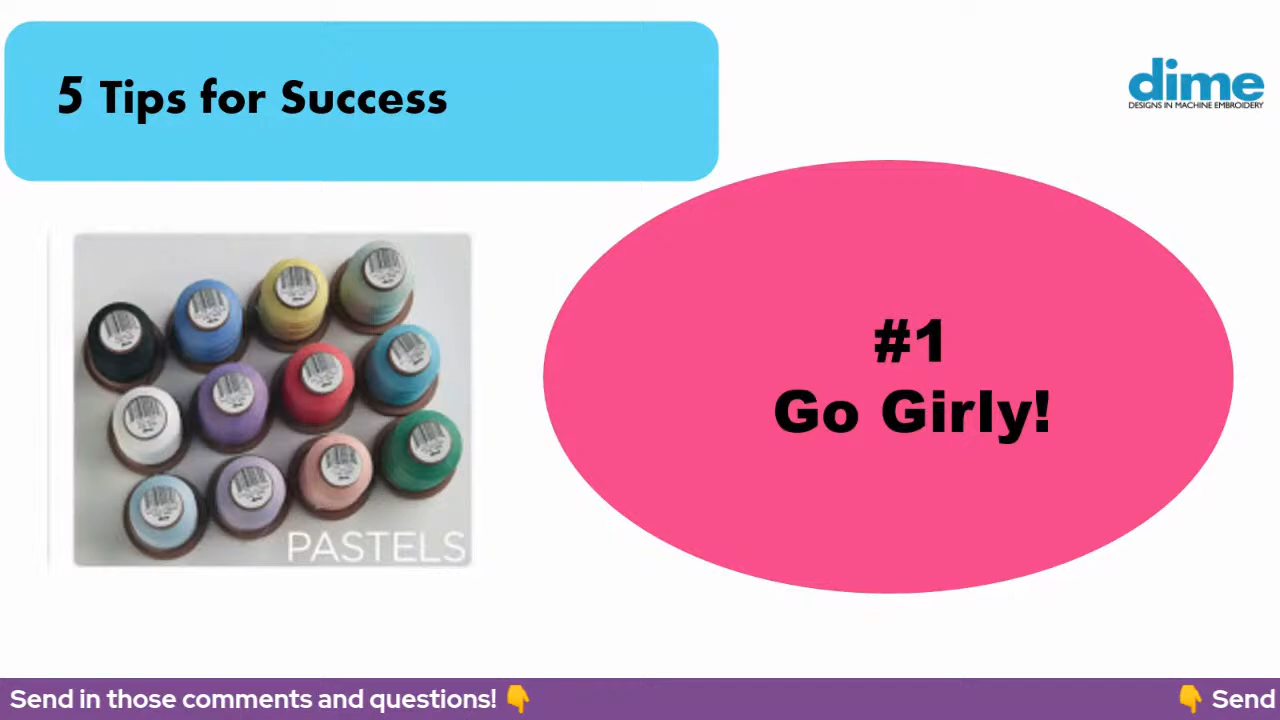 5 Tips for Success
dime
DESIGNS IN MACHINE EMBROIDERY
#1
Go Girly!
PASTELS
Send in those comments and questions! 👇
👇 Send